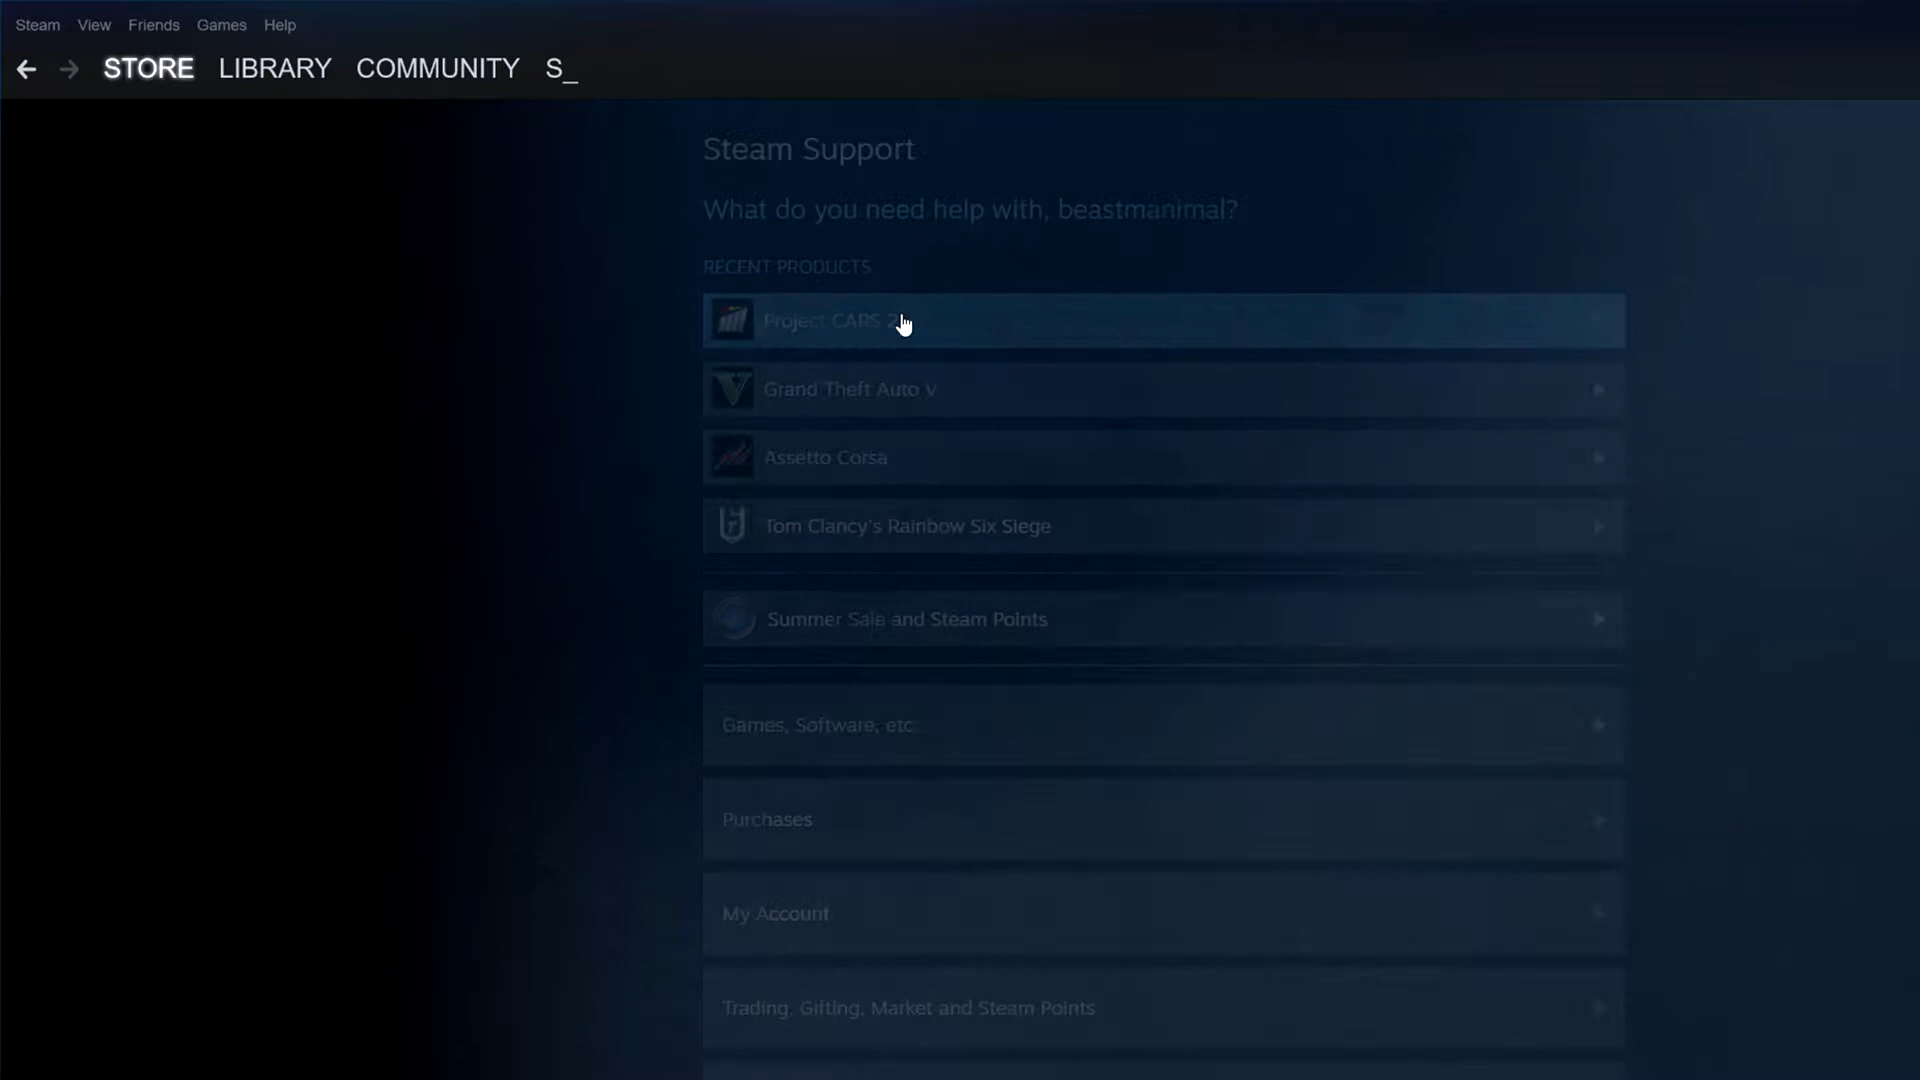 Steam View Friends Games Help
STORE LIBRARY COMMUNITY S_
Steam Support
What do you need help with, beastmanimal?
RECENT PRODUCTS
Project CARS 2
Grand Theft Auto V
Assetto Corsa
Tom Clancy's Rainbow Six Siege
Summer Sale and Steam Points
Games, Software, etc
Purchases
My Account
Trading, Gifting, Market and Steam Points